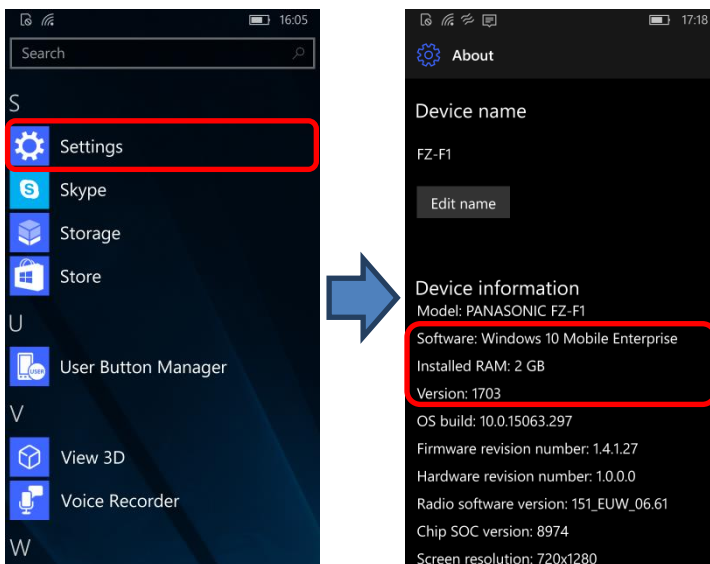 16:05
Search
S
Settings
Skype
Storage
Store
U
USER
User Button Manager
V
View 3D
Voice Recorder
W
17:18
About
Device name
FZ-F1
Edit name
Device information
Model: PANASONIC FZ-F1
Software: Windows 10 Mobile Enterprise
Installed RAM: 2 GB
Version: 1703
OS build: 10.0.15063.297
Firmware revision number: 1.4.1.27
Hardware revision number: 1.0.0.0
Radio software version: 151_EUW_06.61
Chip SOC version: 8974
Screen resolution: 720x1280